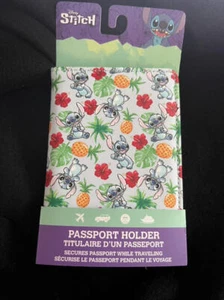 Disney
STITCH
PASSPORT HOLDER
TITULAIRE D'UN PASSEPORT
SECURES PASSPORT WHILE TRAVELING
SÉCURISE LE PASSEPORT PENDANT LE VOYAGE